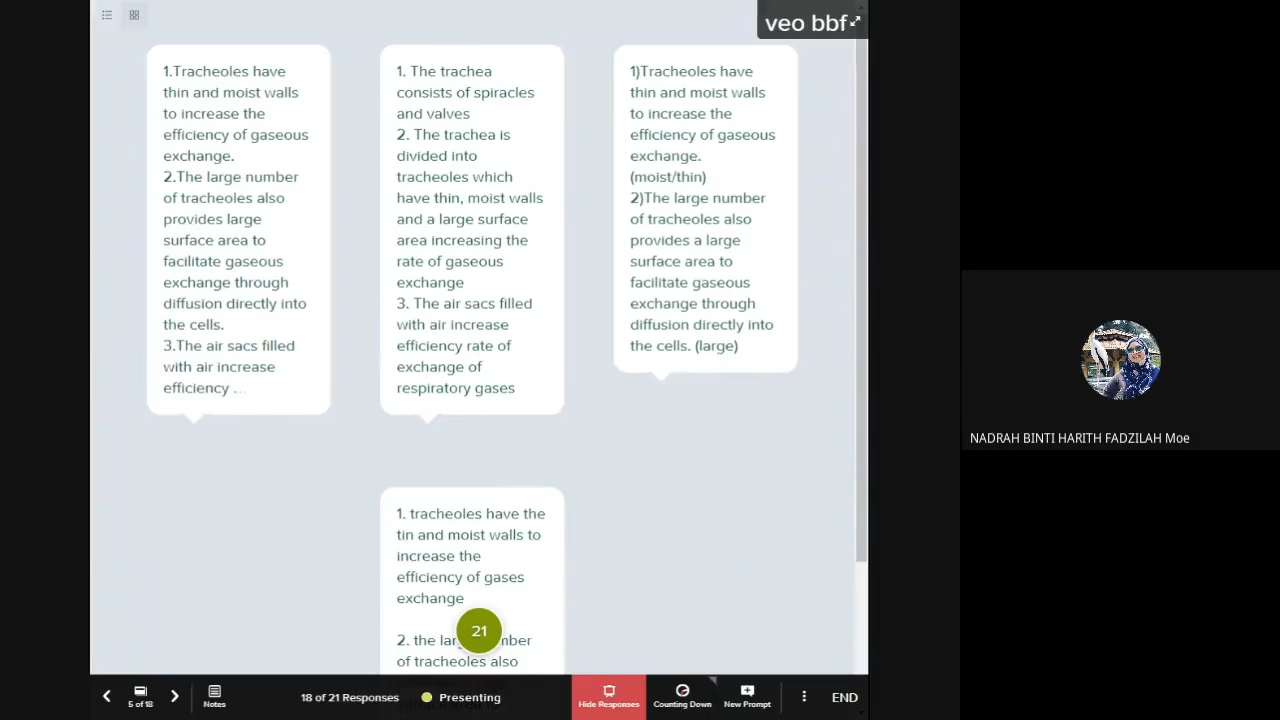 veo bbf
1.Tracheoles have
thin and moist walls
to increase the
efficiency of gaseous
exchange.
2.The large number
of tracheoles also
provides large
surface area to
facilitate gaseous
exchange through
diffusion directly into
the cells.
3.The air sacs filled
with air increase
efficiency ...
1. The trachea
consists of spiracles
and valves
2. The trachea is
divided into
tracheoles which
have thin, moist walls
and a large surface
area increasing the
rate of gaseous
exchange
3. The air sacs filled
with air increase
efficiency rate of
exchange of
respiratory gases
1)Tracheoles have
thin and moist walls
to increase the
efficiency of gaseous
exchange.
(moist/thin)
2)The large number
of tracheoles also
provides a large
surface area to
facilitate gaseous
exchange through
diffusion directly into
the cells. (large)
1. tracheoles have the
tin and moist walls to
increase the
efficiency of gases
exchange
21
2. the
of tracheoles also
NADRAH BINTI HARITH FADZILAH Moe
5 of 18
Notes
18 of 21 Responses
Presenting
Hide Responses
Counting Down
New Prompt
END